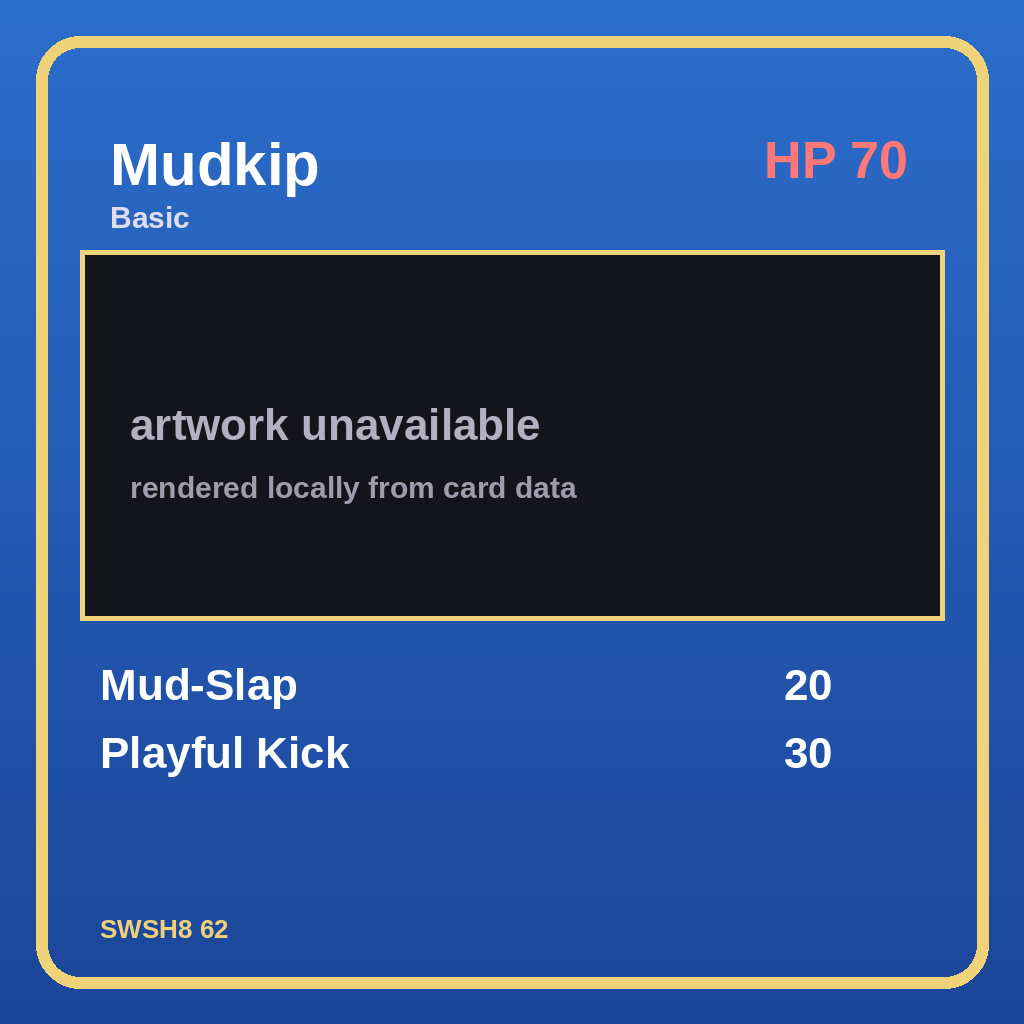 Mudkip
HP 70
Basic
artwork unavailable
rendered locally from card data
Mud-Slap 20
Playful Kick 30
SWSH8 62